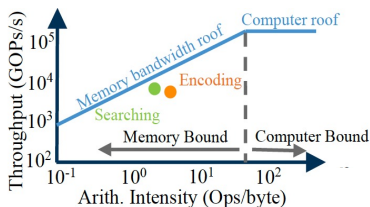 Computer roof
Memory bandwidth roof
Encoding
Searching
Memory Bound
Computer Bound
Throughput (GOPs/s)
10^5
10^4
10^3
10^2
10^-1
10^0
10^1
10^2
Arith. Intensity (Ops/byte)